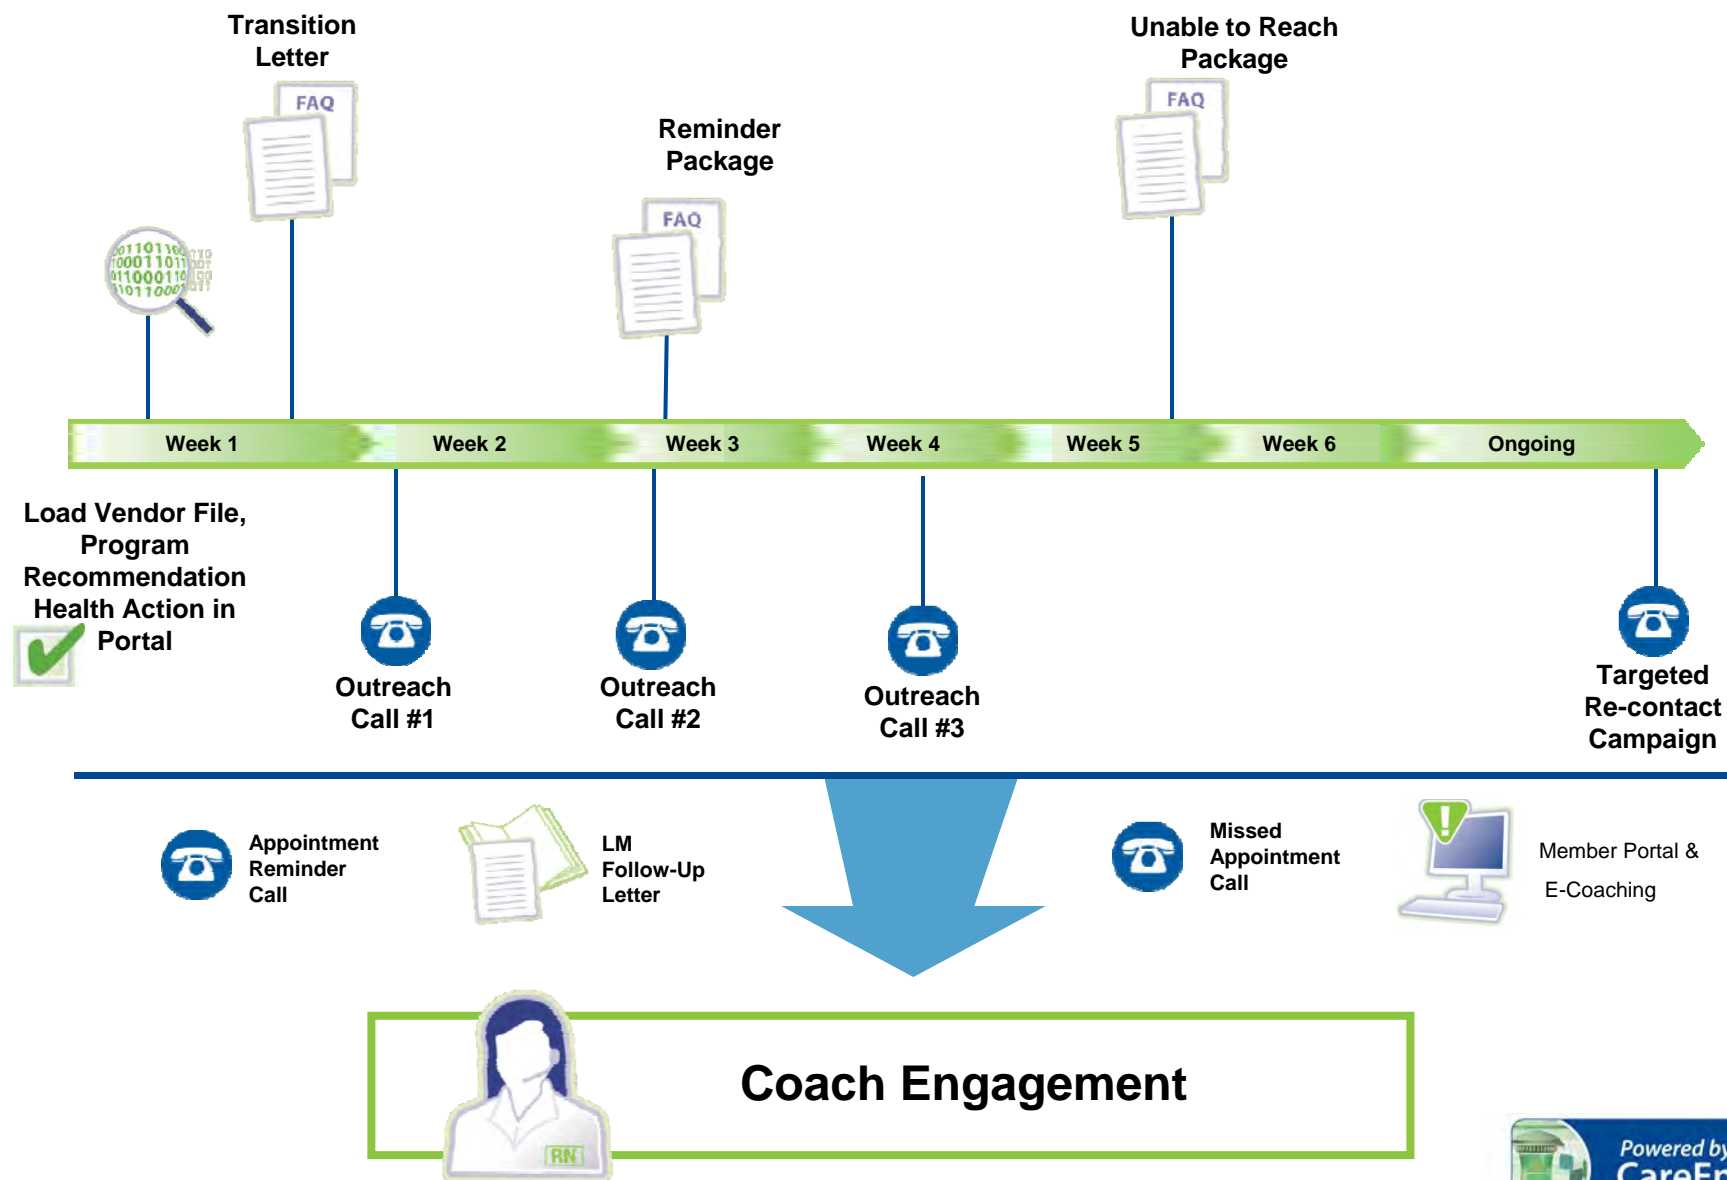 Transition
Letter
Unable to Reach
Package
FAQ
FAQ
Reminder
Package
FAQ
Week 1
Week 2
Week 3
Week 4
Week 5
Week 6
Ongoing
Load Vendor File,
Program
Recommendation
Health Action in
Portal
Outreach
Call #1
Outreach
Call #2
Outreach
Call #3
Targeted
Re-contact
Campaign
Appointment
Reminder
Call
LM
Follow-Up
Letter
Missed
Appointment
Call
Member Portal &
E-Coaching
Coach Engagement
RN
Powered by